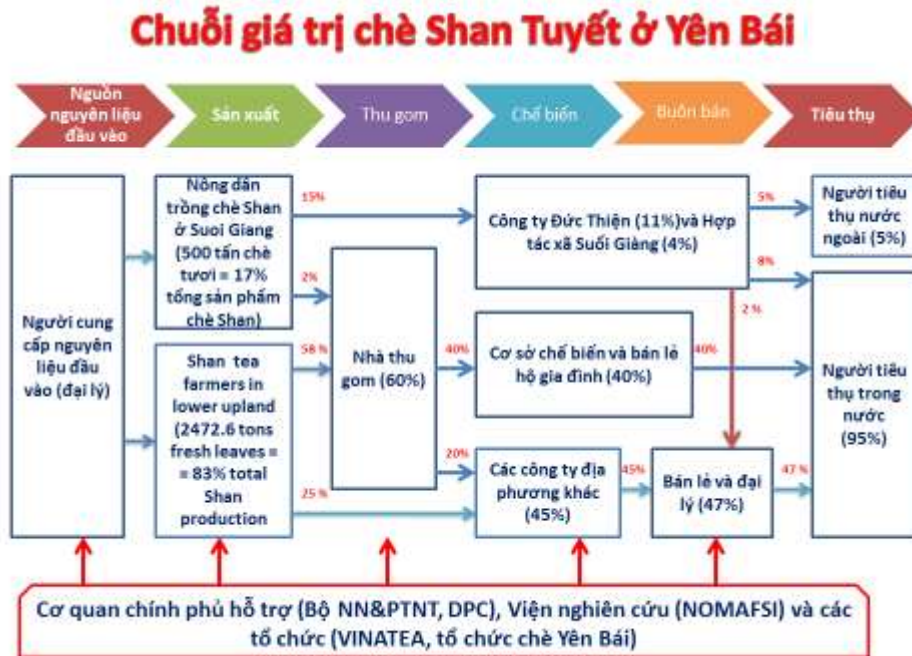 Chuỗi giá trị chè Shan Tuyết ở Yên Bái
Nguồn
nguyên liệu
đầu vào
Sản xuất
Thu gom
Chế biến
Buôn bán
Tiêu thụ
Người cung
cấp nguyên
liệu đầu
vào (đại lý)
Nông dân
trồng chè Shan
ở Suoi Giang
(500 tấn chè
tươi = 17%
tổng sản phẩm
chè Shan)
Shan tea
farmers in
lower upland
(2472.6 tons
fresh leaves =
= 83% total
Shan
production
15%
2%
58 %
25 %
Nhà thu
gom (60%)
40%
20%
Công ty Đức Thiện (11%)và Hợp
tác xã Suối Giàng (4%)
Cơ sở chế biến và bán lẻ
hộ gia đình (40%)
Các công ty địa
phương khác
(45%)
45%
Bán lẻ và đại
lý (47%)
5%
8%
2 %
40%
47 %
Người tiêu
thụ nước
ngoài (5%)
Người tiêu
thụ trong
nước
(95%)
Cơ quan chính phủ hỗ trợ (Bộ NN&PTNT, DPC), Viện nghiên cứu (NOMAFSI) và các
tổ chức (VINATEA, tổ chức chè Yên Bái)